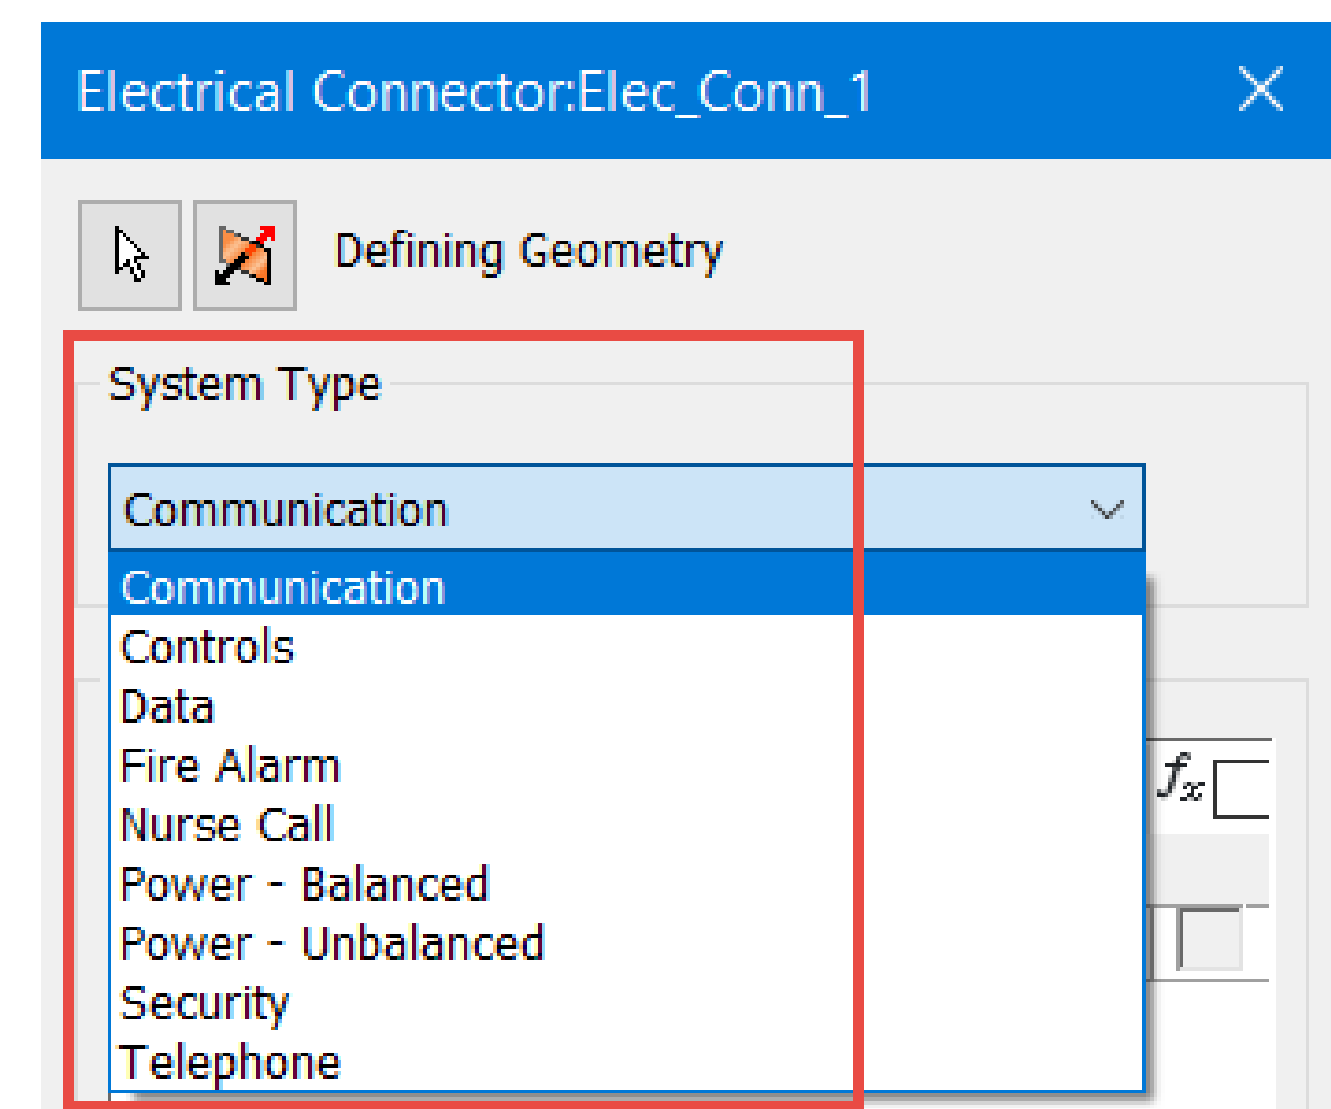 Electrical Connector:Elec_Conn_1
Defining Geometry
System Type
Communication
Communication
Controls
Data
Fire Alarm
Nurse Call
Power - Balanced
Power - Unbalanced
Security
Telephone
fx